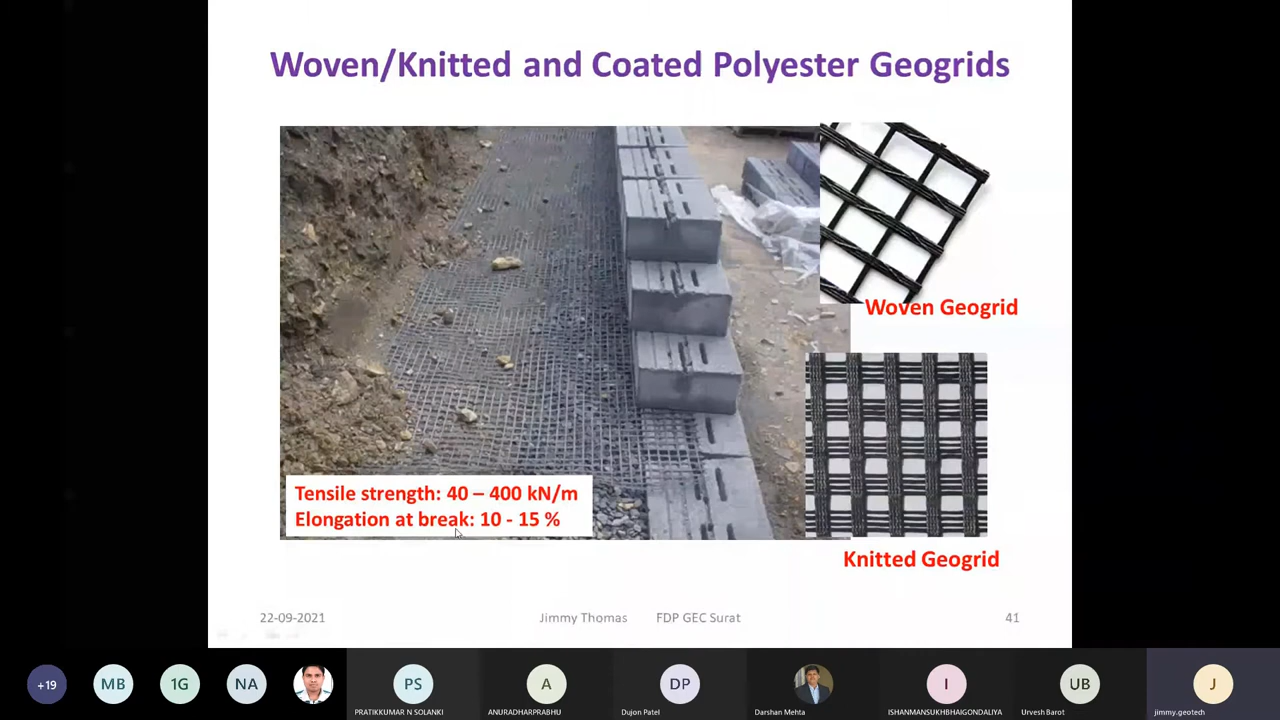 Woven/Knitted and Coated Polyester Geogrids
Woven Geogrid
Tensile strength: 40 – 400 kN/m
Elongation at break: 10 - 15 %
Knitted Geogrid
22-09-2021
Jimmy Thomas
FDP GEC Surat
41
+19
MB
1G
NA
PS
PRATIKKUMAR N SOLANKI
A
ANURADHARPRABHU
DP
Dujon Patel
Darshan Mehta
I
ISHANMANSUKHBHAIGONDALIYA
UB
Urvesh Barot
J
jimmy.geotech